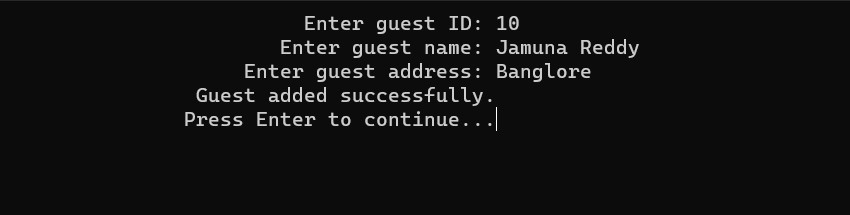 Enter guest ID: 10
Enter guest name: Jamuna Reddy
Enter guest address: Banglore
Guest added successfully.
Press Enter to continue...